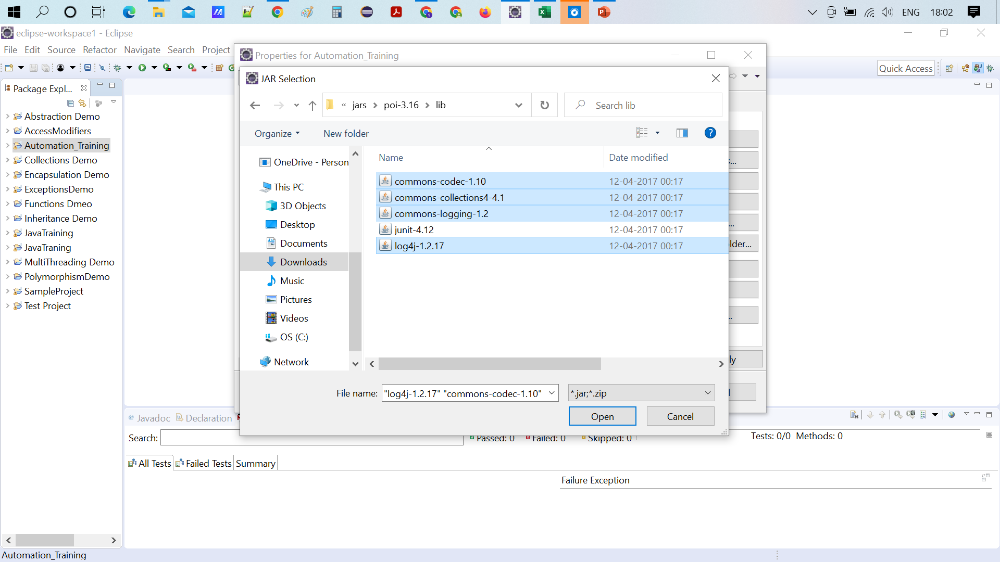 ENG 18:02
eclipse-workspace1 - Eclipse
File Edit Source Refactor Navigate Search Project
Properties for Automation_Training
Quick Access
JAR Selection
Package Expl...
« jars > poi-3.16 > lib
Search lib
Organize
New folder
Name
Date modified
Abstraction Demo
AccessModifiers
Automation_Training
Collections Demo
Encapsulation Demo
ExceptionsDemo
Functions Dmeo
Inheritance Demo
JavaTraining
JavaTraning
MultiThreading Demo
PolymorphismDemo
SampleProject
Test Project
OneDrive - Person
This PC
3D Objects
Desktop
Documents
Downloads
Music
Pictures
Videos
OS (C:)
Network
commons-codec-1.10 12-04-2017 00:17
commons-collections4-4.1 12-04-2017 00:17
commons-logging-1.2 12-04-2017 00:17
junit-4.12 12-04-2017 00:17
log4j-1.2.17 12-04-2017 00:17
lder...
ly
File name: "log4j-1.2.17" "commons-codec-1.10" *.jar;*.zip
Open Cancel
@ Javadoc Declaration
Search:
Passed: 0 Failed: 0 Skipped: 0
Tests: 0/0 Methods: 0
All Tests Failed Tests Summary
Failure Exception
Automation_Training